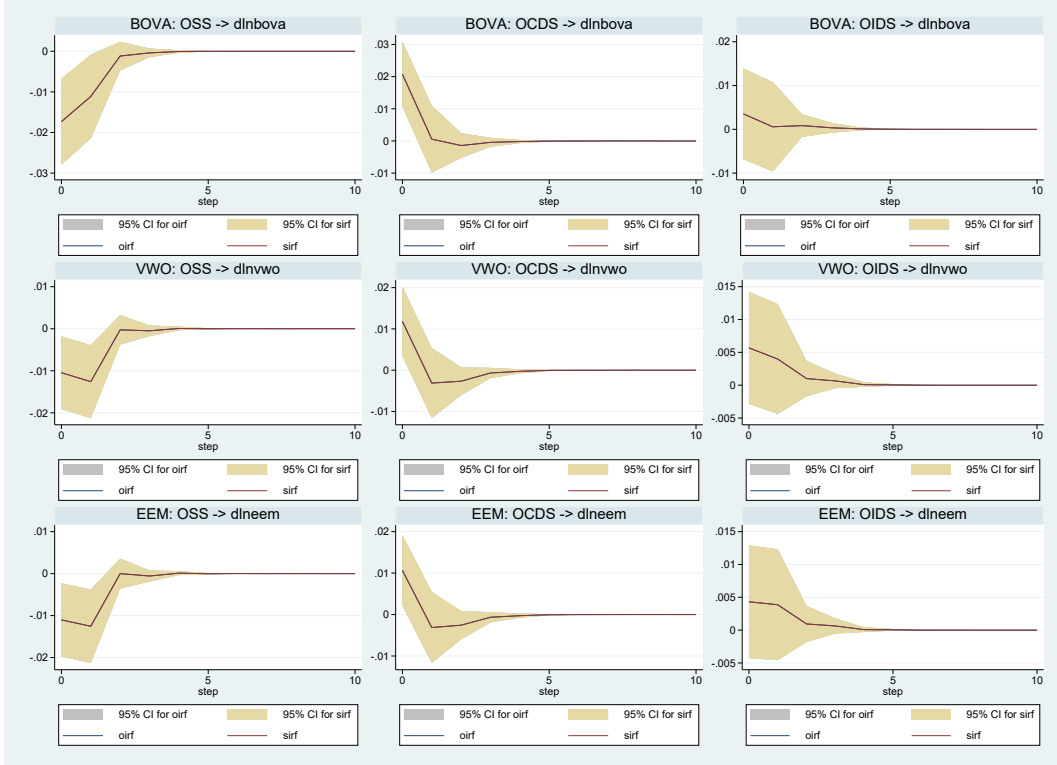 BOVA: OSS -> dlnbova
0
-.01
-.02
-.03
0
5
10
step
95% CI for oirf
95% CI for sirf
oirf
sirf
BOVA: OCDS -> dlnbova
.03
.02
.01
0
-.01
0
5
10
step
95% CI for oirf
95% CI for sirf
oirf
sirf
BOVA: OIDS -> dlnbova
.02
.01
0
-.01
0
5
10
step
95% CI for oirf
95% CI for sirf
oirf
sirf
VWO: OSS -> dlnvwo
.01
0
-.01
-.02
0
5
10
step
95% CI for oirf
95% CI for sirf
oirf
sirf
VWO: OCDS -> dlnvwo
.02
.01
0
-.01
0
5
10
step
95% CI for oirf
95% CI for sirf
oirf
sirf
VWO: OIDS -> dlnvwo
.015
.01
.005
0
-.005
0
5
10
step
95% CI for oirf
95% CI for sirf
oirf
sirf
EEM: OSS -> dlneem
.01
0
-.01
-.02
0
5
10
step
95% CI for oirf
95% CI for sirf
oirf
sirf
EEM: OCDS -> dlneem
.02
.01
0
-.01
0
5
10
step
95% CI for oirf
95% CI for sirf
oirf
sirf
EEM: OIDS -> dlneem
.015
.01
.005
0
-.005
0
5
10
step
95% CI for oirf
95% CI for sirf
oirf
sirf